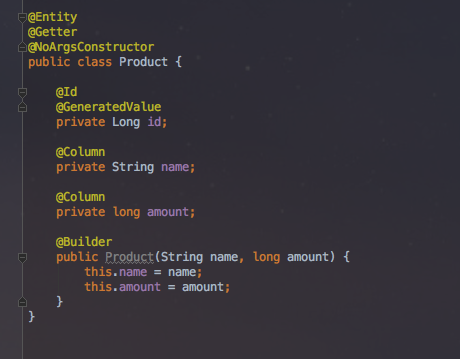 @Entity
@Getter
@NoArgsConstructor
public class Product {
@Id
@GeneratedValue
private Long id;
@Column
private String name;
@Column
private long amount;
@Builder
public Product(String name, long amount) {
this.name = name;
this.amount = amount;
}
}